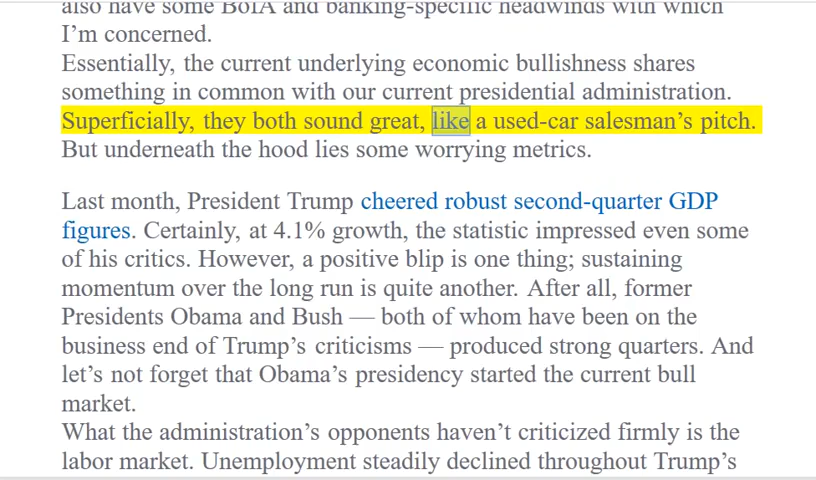 also have some BofA and banking-specific headwinds with which
I’m concerned.
Essentially, the current underlying economic bullishness shares
something in common with our current presidential administration.
Superficially, they both sound great, like a used-car salesman’s pitch.
But underneath the hood lies some worrying metrics.
Last month, President Trump cheered robust second-quarter GDP
figures. Certainly, at 4.1% growth, the statistic impressed even some
of his critics. However, a positive blip is one thing; sustaining
momentum over the long run is quite another. After all, former
Presidents Obama and Bush — both of whom have been on the
business end of Trump’s criticisms — produced strong quarters. And
let’s not forget that Obama’s presidency started the current bull
market.
What the administration’s opponents haven’t criticized firmly is the
labor market. Unemployment steadily declined throughout Trump’s